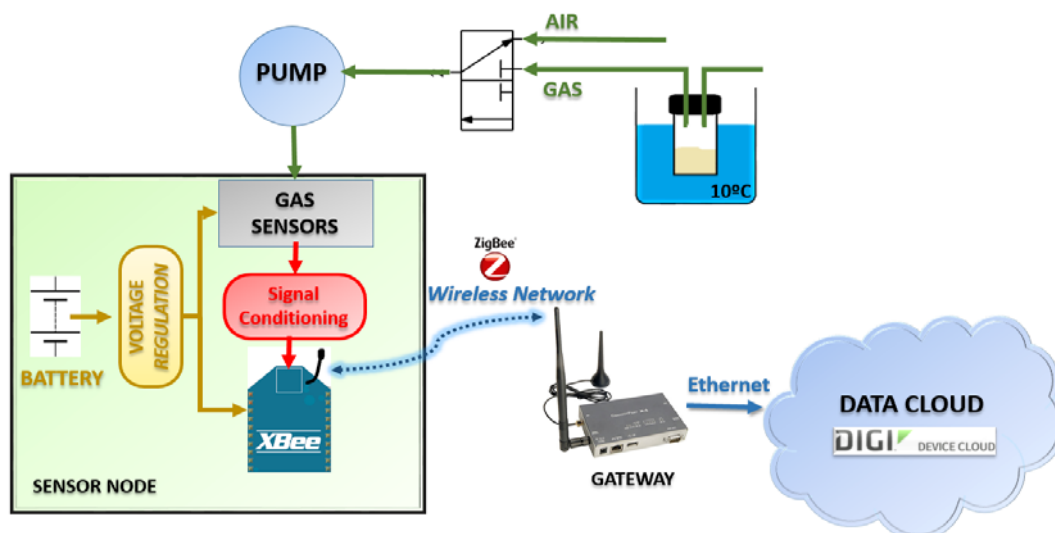 AIR
PUMP
GAS
10ºC
GAS
SENSORS
ZigBee®
Z
Wireless Network
Signal
Conditioning
VOLTAGE
REGULATION
BATTERY
XBee
Ethernet
DATA CLOUD
DIGI
DEVICE CLOUD
GATEWAY
SENSOR NODE